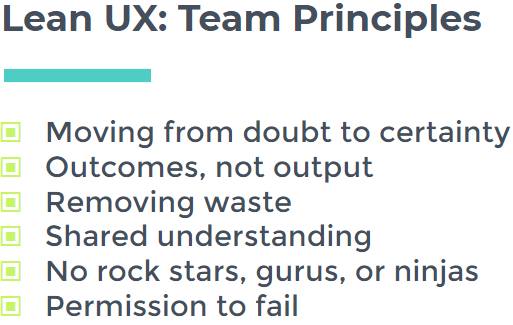 Lean UX: Team Principles
Moving from doubt to certainty
Outcomes, not output
Removing waste
Shared understanding
No rock stars, gurus, or ninjas
Permission to fail